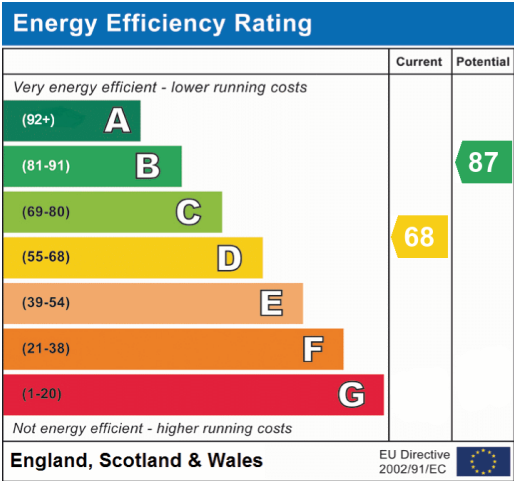 Energy Efficiency Rating
Current Potential
Very energy efficient - lower running costs
(92+) A
(81-91) B
87
(69-80) C
68
(55-68) D
(39-54) E
(21-38) F
(1-20) G
Not energy efficient - higher running costs
England, Scotland & Wales
EU Directive
2002/91/EC